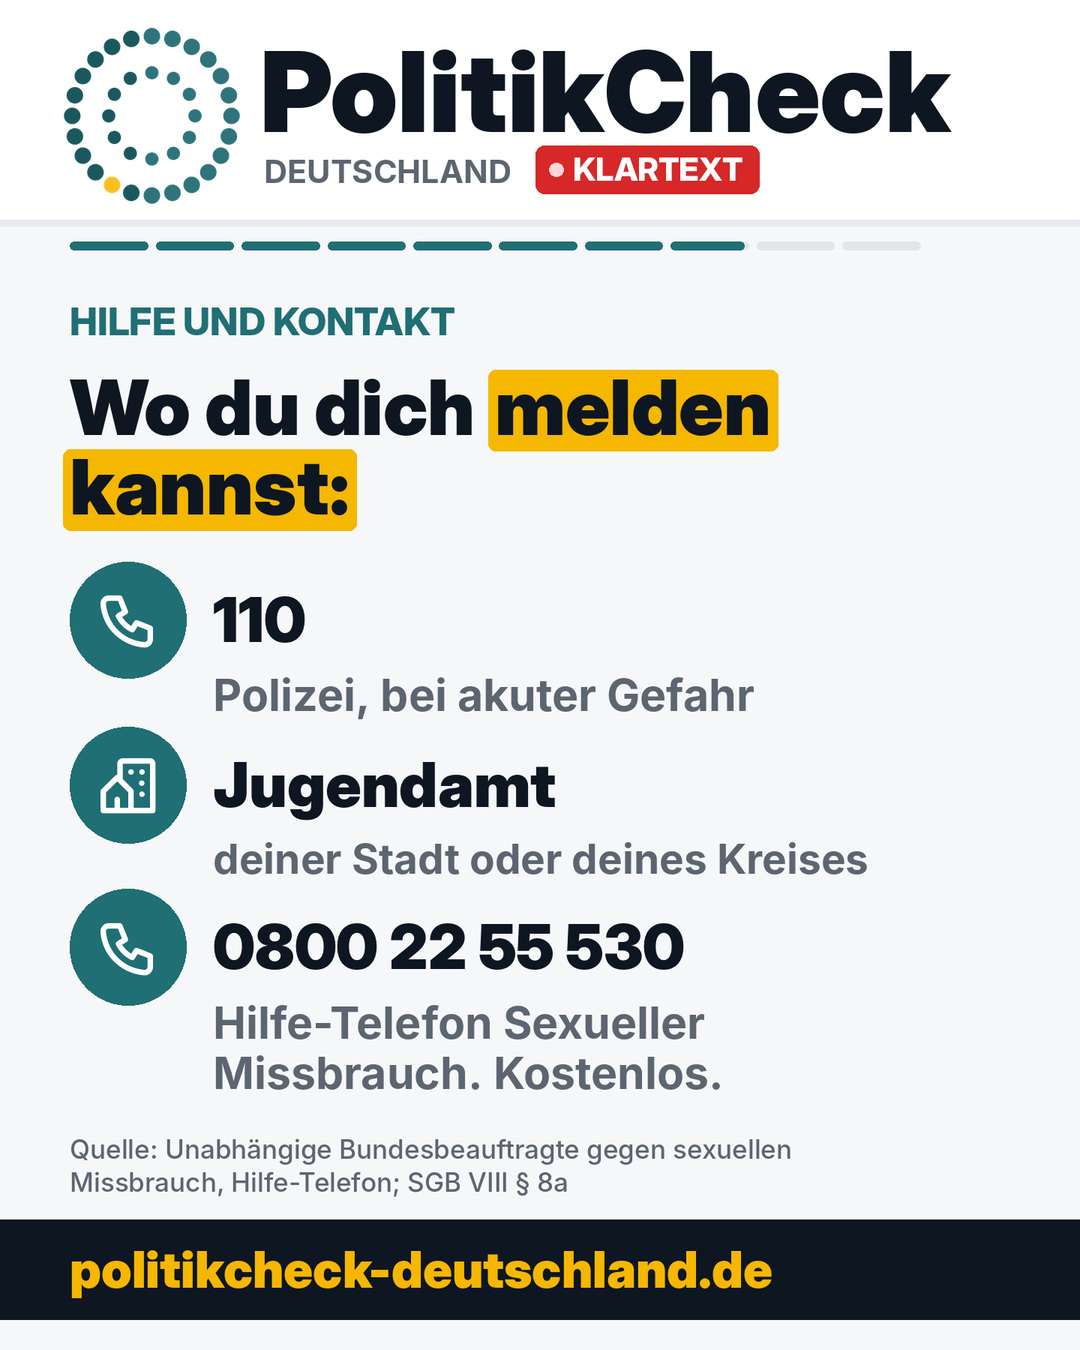 PolitikCheck
DEUTSCHLAND KLARTEXT
HILFE UND KONTAKT
Wo du dich melden
kannst:
110
Polizei, bei akuter Gefahr
Jugendamt
deiner Stadt oder deines Kreises
0800 22 55 530
Hilfe-Telefon Sexueller
Missbrauch. Kostenlos.
Quelle: Unabhängige Bundesbeauftragte gegen sexuellen
Missbrauch, Hilfe-Telefon; SGB VIII § 8a
politikcheck-deutschland.de